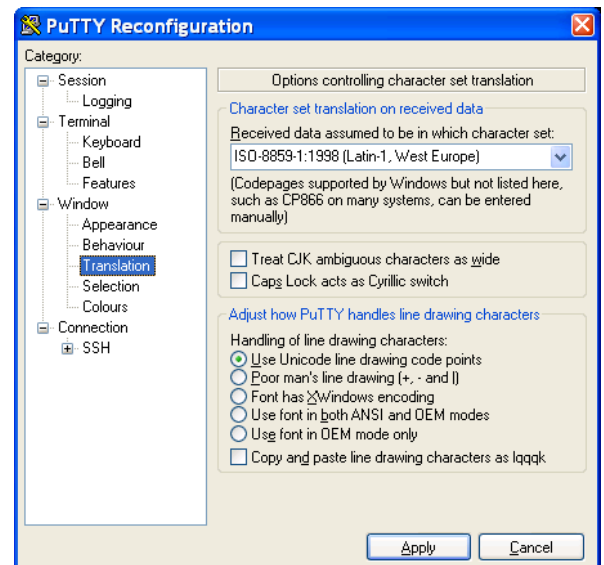 PuTTY Reconfiguration
Category:
Session
Logging
Terminal
Keyboard
Bell
Features
Window
Appearance
Behaviour
Translation
Selection
Colours
Connection
SSH
Options controlling character set translation
Character set translation on received data
Received data assumed to be in which character set:
ISO-8859-1:1998 (Latin-1, West Europe)
(Codepages supported by Windows but not listed here,
such as CP866 on many systems, can be entered
manually)
Treat CJK ambiguous characters as wide
Caps Lock acts as Cyrillic switch
Adjust how PuTTY handles line drawing characters
Handling of line drawing characters:
Use Unicode line drawing code points
Poor man's line drawing (+, - and |)
Font has XWindows encoding
Use font in both ANSI and OEM modes
Use font in OEM mode only
Copy and paste line drawing characters as lqqqk
Apply
Cancel